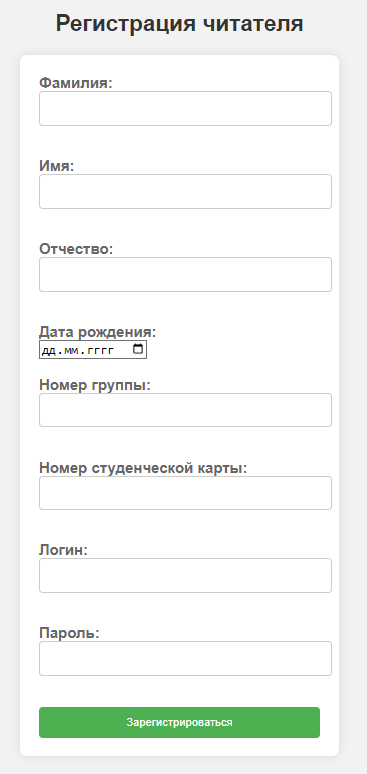 Регистрация читателя
Фамилия:
Имя:
Отчество:
Дата рождения:
дд.мм.гггг
Номер группы:
Номер студенческой карты:
Логин:
Пароль:
Зарегистрироваться